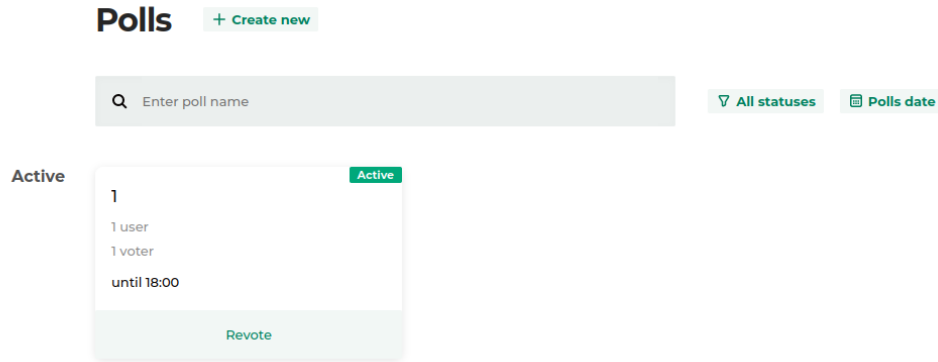 Polls
+ Create new
Enter poll name
All statuses
Polls date
Active
Active
1
1 user
1 voter
until 18:00
Revote